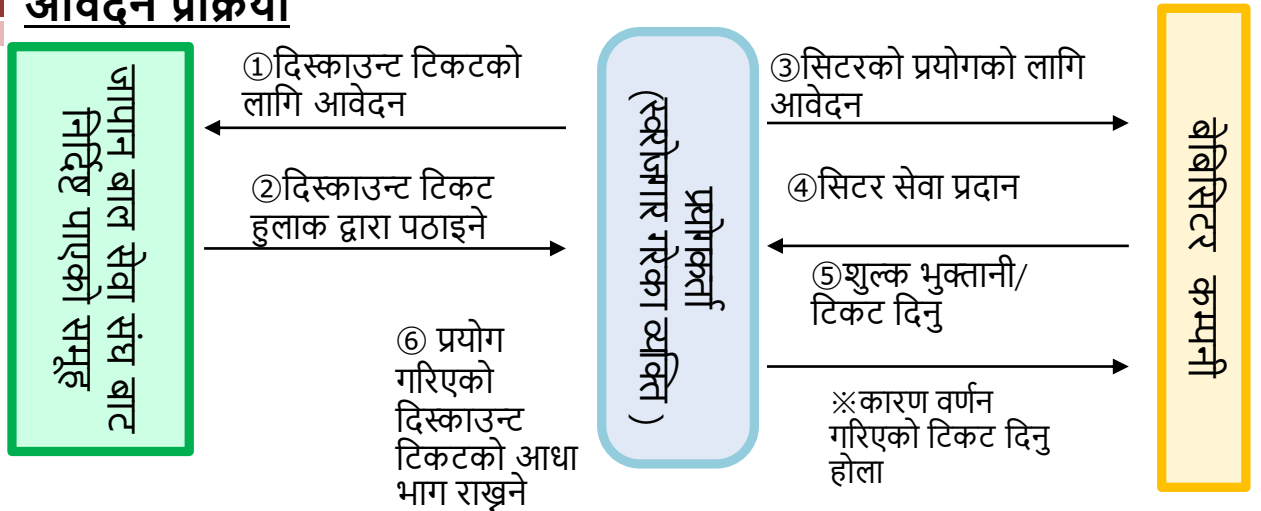 आवेदन प्रक्रिया
जापान बाल सेवा संघ बाट
निर्दिष्ट पाएको समूह
①दिस्काउन्ट टिकटको
लागि आवेदन
②दिस्काउन्ट टिकट
हुलाक द्वारा पठाइने
⑥ प्रयोग
गरिएको
दिस्काउन्ट
टिकटको आधा
भाग राख्ने
प्रयोगकर्ता
(स्वरोजगार गरेका व्यक्ति )
③सिटरको प्रयोगको लागि
आवेदन
④सिटर सेवा प्रदान
⑤शुल्क भुक्तानी/
टिकट दिनु
※कारण वर्णन
गरिएको टिकट दिनु
होला
बेबिसिटर कम्पनी